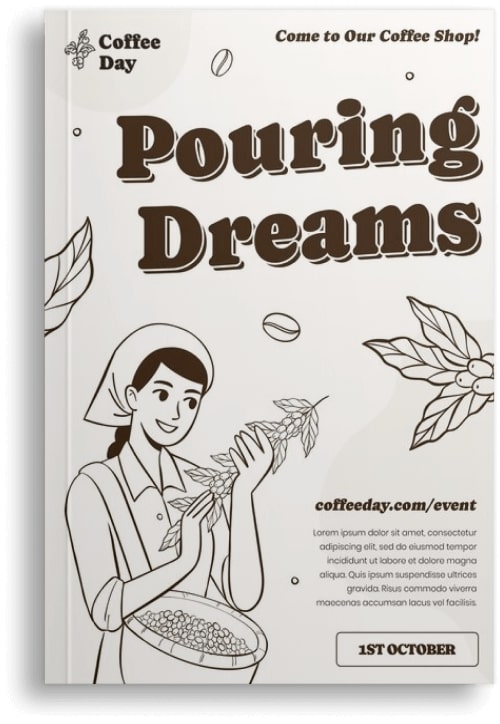 Coffee
Day
Come to Our Coffee Shop!
Pouring
Dreams
coffeeday.com/event
Lorem ipsum dolor sit amet, consectetur
adipiscing elit, sed do eiusmod tempor
incididunt ut labore et dolore magna
aliqua. Quis ipsum suspendisse ultrices
gravida. Risus commodo viverra
maecenas accumsan lacus vel facilisis.
1ST OCTOBER